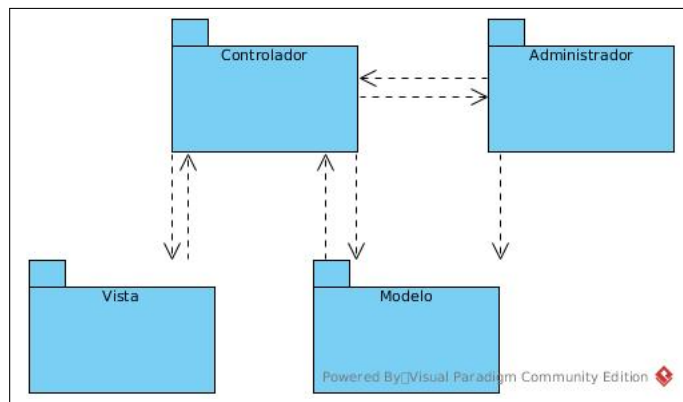 Controlador
Administrador
Vista
Modelo
Powered By▯Visual Paradigm Community Edition